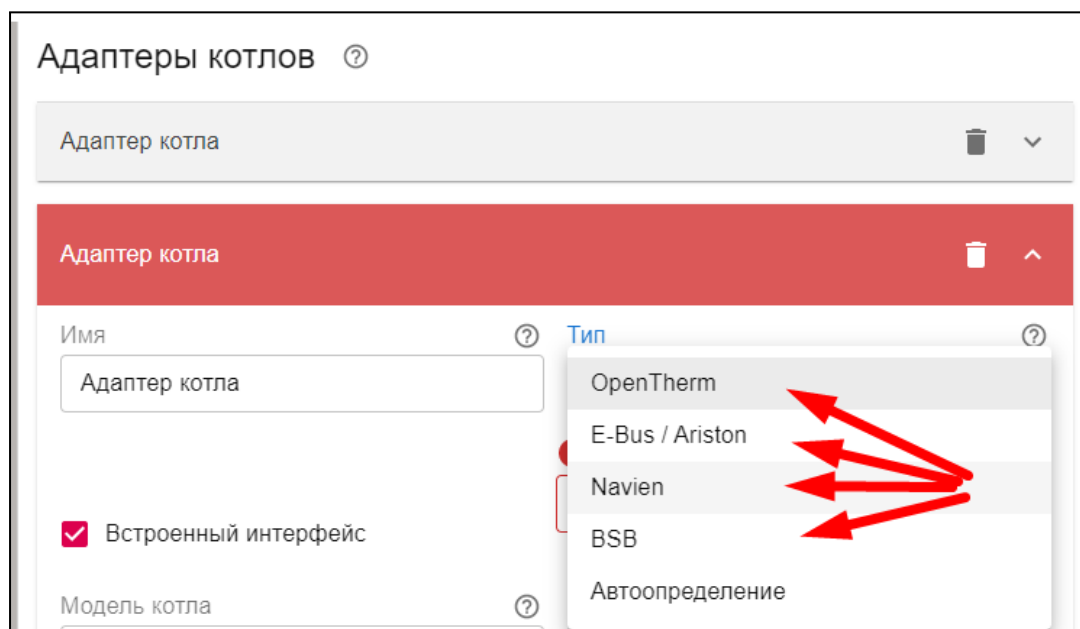 Адаптеры котлов
Адаптер котла
Адаптер котла
Имя
Тип
Адаптер котла
OpenTherm
E-Bus / Ariston
Navien
BSB
Автоопределение
Встроенный интерфейс
Модель котла